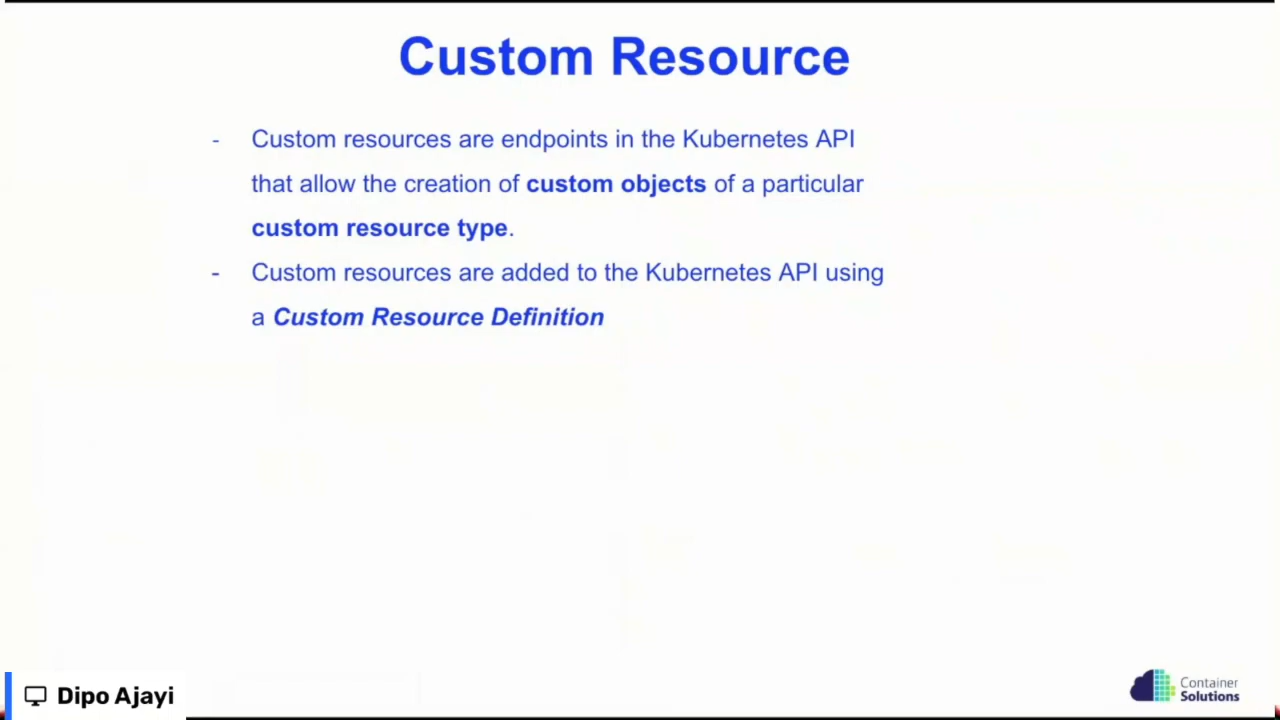 Custom Resource
- Custom resources are endpoints in the Kubernetes API
that allow the creation of custom objects of a particular
custom resource type.
- Custom resources are added to the Kubernetes API using
a Custom Resource Definition
Dipo Ajayi
Container
Solutions